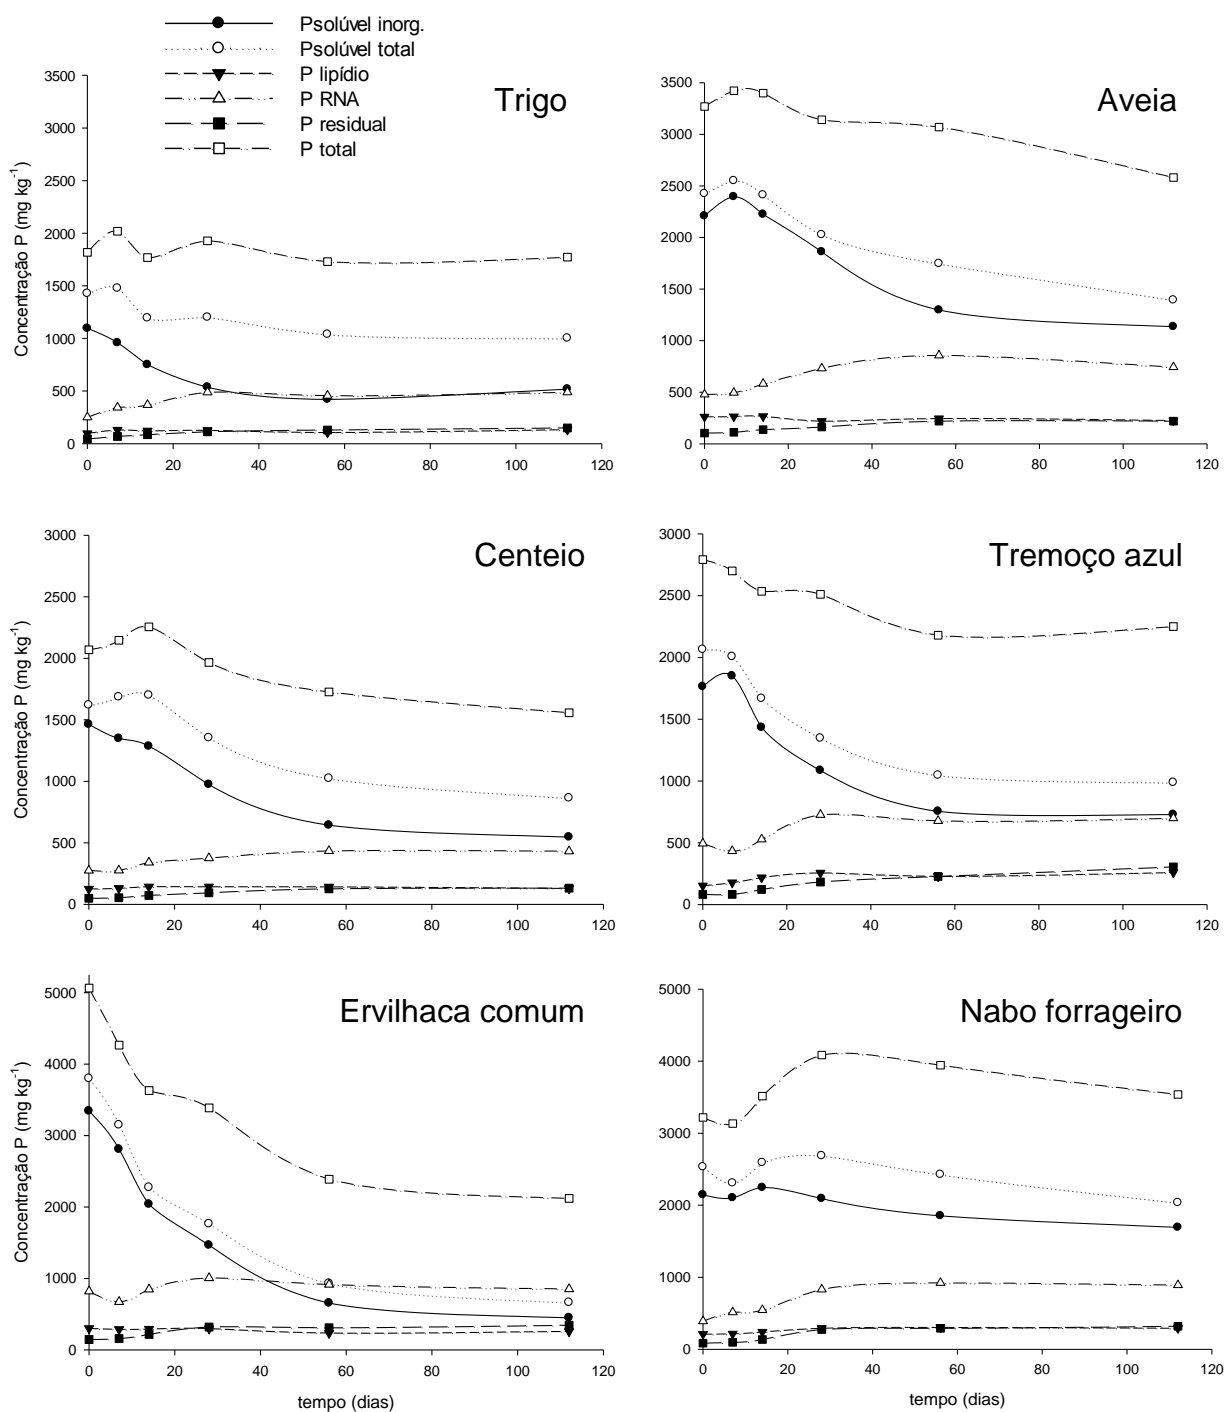 Psolúvel inorg.
Psolúvel total
P lipídio
P RNA
P residual
P total
Trigo
Concentração P (mg kg-1)
3500
3000
2500
2000
1500
1000
500
0
0 20 40 60 80 100 120
Aveia
3500
3000
2500
2000
1500
1000
500
0
0 20 40 60 80 100 120
Centeio
Concentração P (mg kg-1)
3000
2500
2000
1500
1000
500
0
0 20 40 60 80 100 120
Tremoço azul
3000
2500
2000
1500
1000
500
0
0 20 40 60 80 100 120
Ervilhaca comum
Concentração P (mg kg-1)
5000
4000
3000
2000
1000
0
0 20 40 60 80 100 120
tempo (dias)
Nabo forrageiro
5000
4000
3000
2000
1000
0
0 20 40 60 80 100 120
tempo (dias)